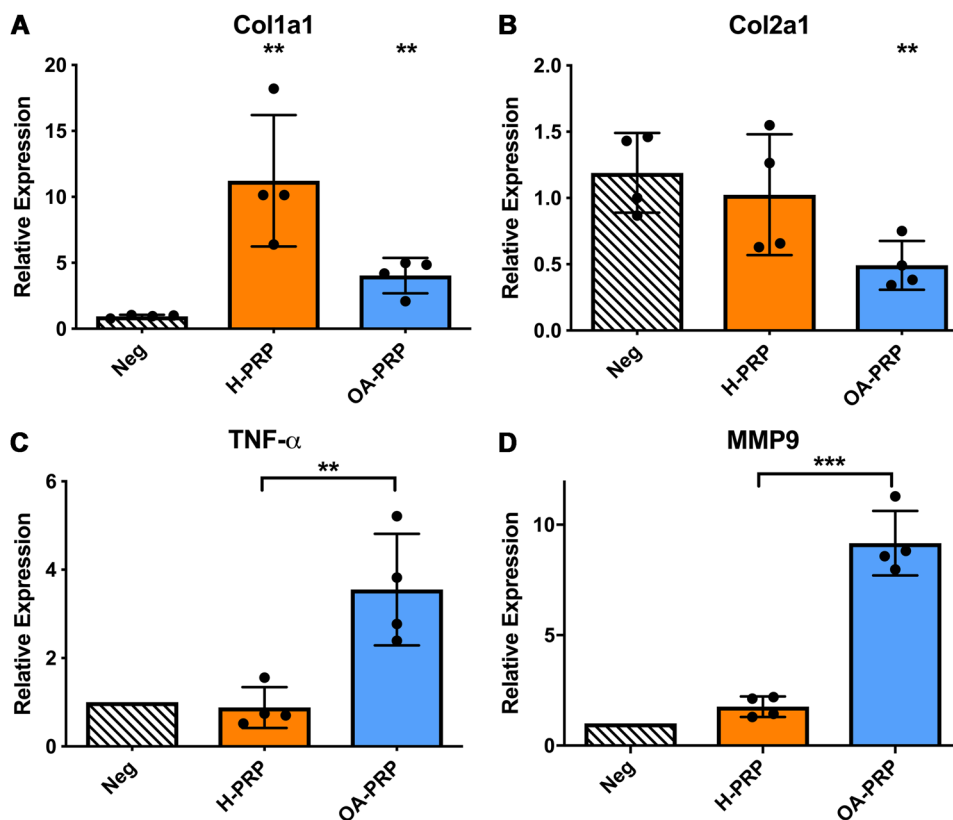 A
Col1a1
** **
Relative Expression
20
15
10
5
0
Neg
H-PRP
OA-PRP
B
Col2a1
**
Relative Expression
2.0
1.5
1.0
0.5
0.0
Neg
H-PRP
OA-PRP
C
TNF-α
**
Relative Expression
6
4
2
0
Neg
H-PRP
OA-PRP
D
MMP9
***
Relative Expression
10
5
0
Neg
H-PRP
OA-PRP